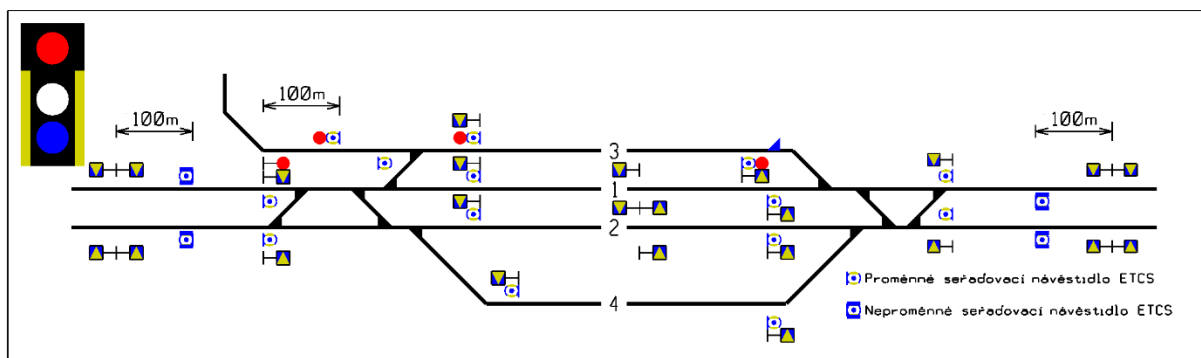 100m
100m
100m
3
1
2
4
Proměnné seřaďovací návěstidlo ETCS
Neproměnné seřaďovací návěstidlo ETCS